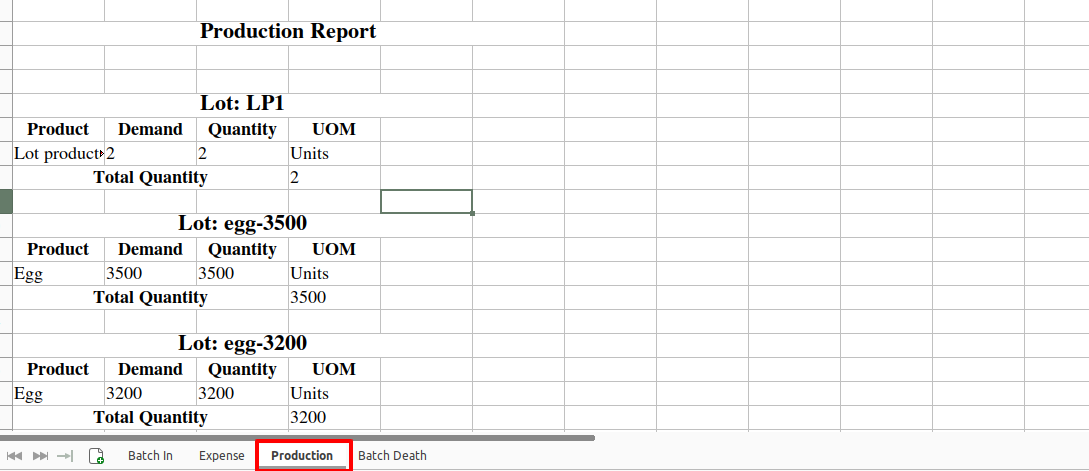 Production Report
Lot: LP1
Product Demand Quantity UOM
Lot product 2 2 Units
Total Quantity 2
Lot: egg-3500
Product Demand Quantity UOM
Egg 3500 3500 Units
Total Quantity 3500
Lot: egg-3200
Product Demand Quantity UOM
Egg 3200 3200 Units
Total Quantity 3200
Batch In Expense Production Batch Death